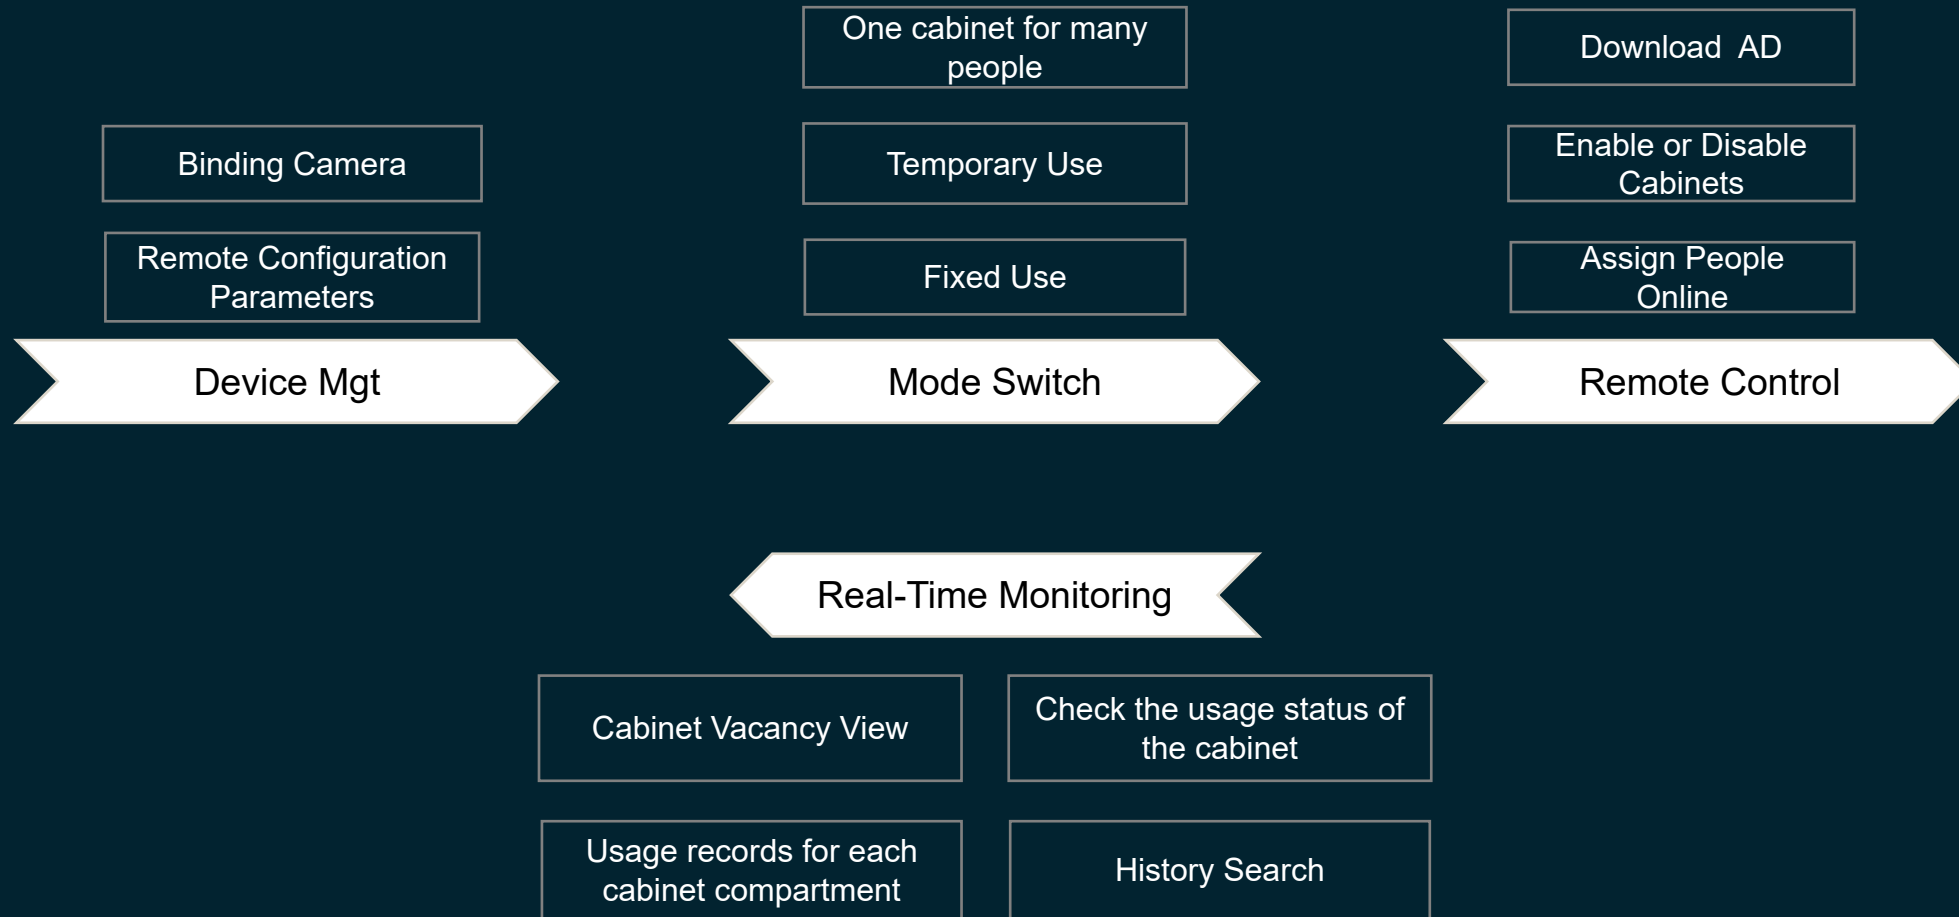 One cabinet for many
people
Download  AD
Binding Camera
Temporary Use
Enable or Disable
Cabinets
Remote Configuration
Parameters
Fixed Use
Assign People
Online
Device Mgt
Mode Switch
Remote Control
Real-Time Monitoring
Cabinet Vacancy View
Check the usage status of
the cabinet
Usage records for each
cabinet compartment
History Search